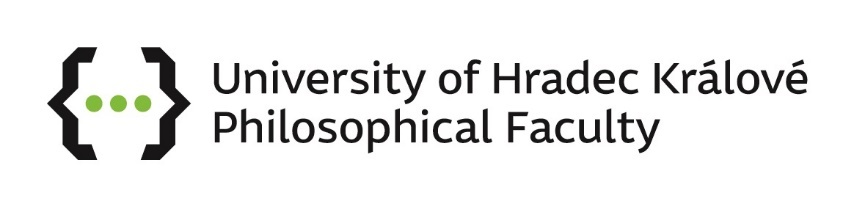 University of Hradec Králové
Philosophical Faculty